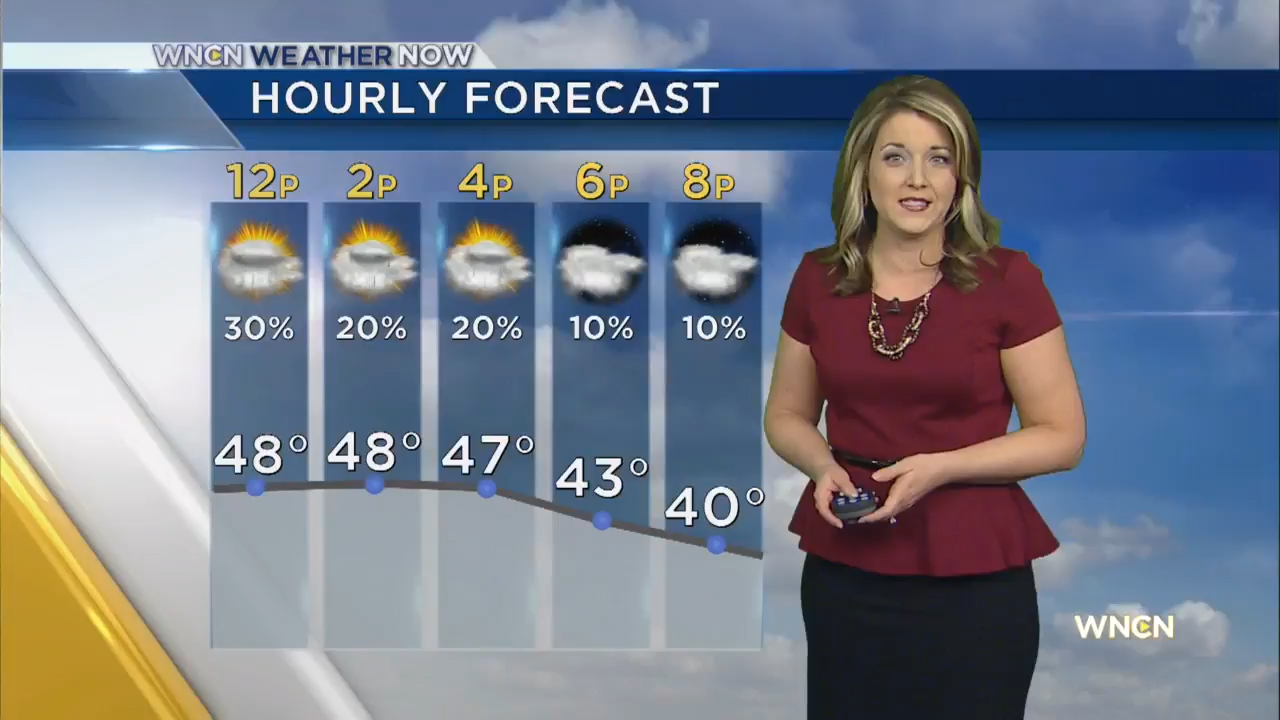 WNCN WEATHER NOW
HOURLY FORECAST
12P 2P 4P 6P 8P
30% 20% 20% 10% 10%
48° 48° 47° 43° 40°
WNCN